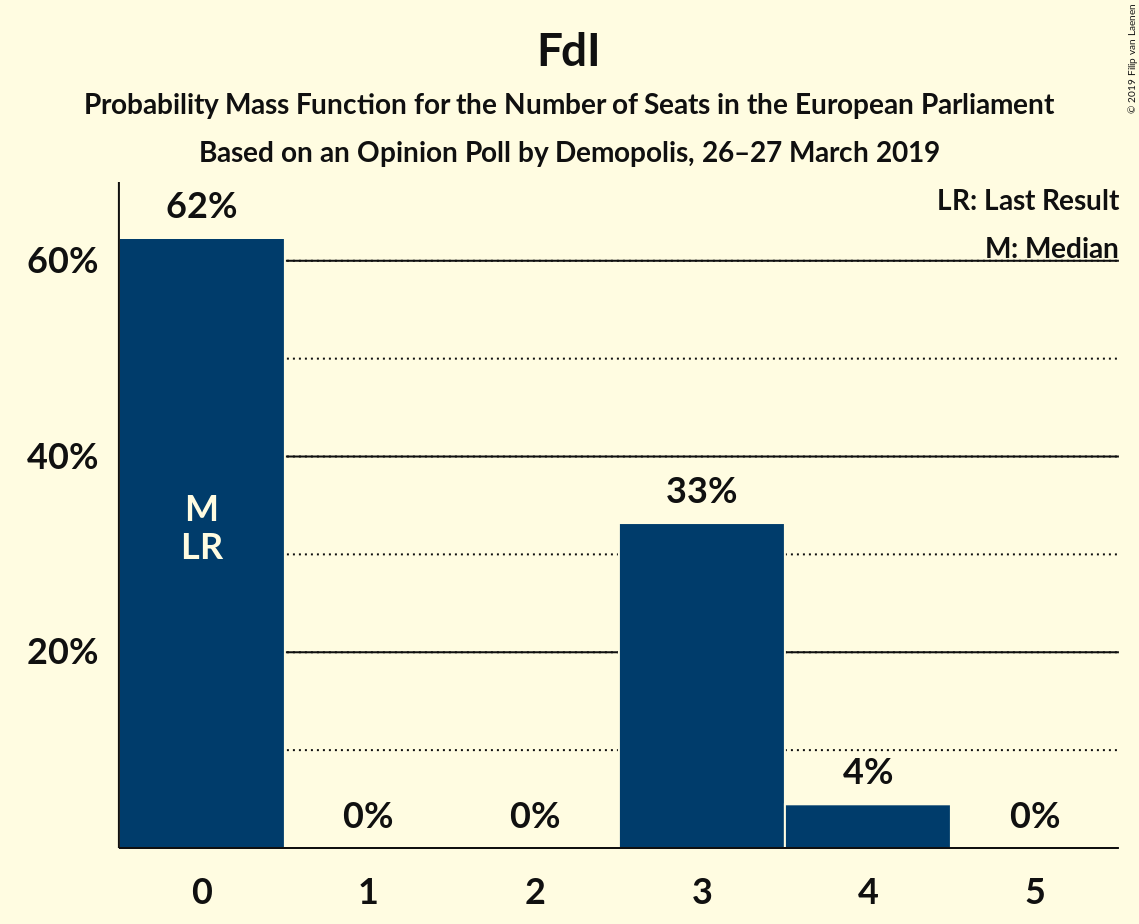 FdI
Probability Mass Function for the Number of Seats in the European Parliament
Based on an Opinion Poll by Demopolis, 26–27 March 2019
© 2019 Filip van Laenen
LR: Last Result
M: Median
62%
60%
40%
20%
M
LR
0%
0%
33%
4%
0%
0
1
2
3
4
5